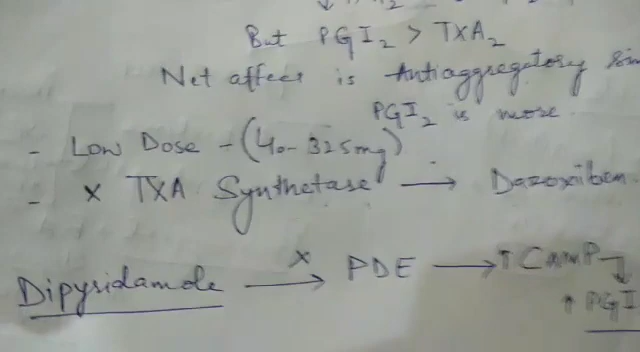 But PGI₂ > TXA₂
Net affect is Antiaggregatory
PGI₂ is more.
- Low Dose - (40-325mg)
- x TXA Synthetase → Dazoxiben
Dipyridamole x→ PDE → ↑ CAMP
↑ PGI